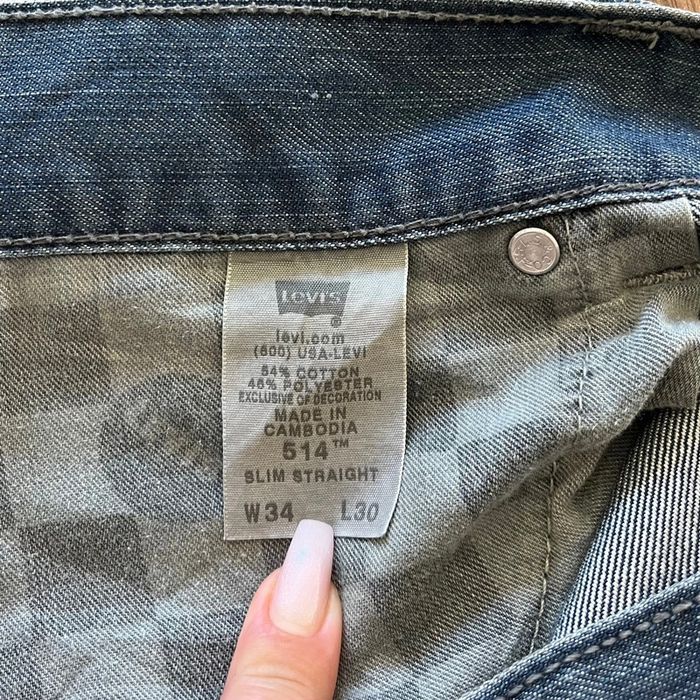 Levi's
®
levi.com
(800) USA-LEVI
54% COTTON
46% POLYESTER
EXCLUSIVE OF DECORATION
MADE IN
CAMBODIA
514™
SLIM STRAIGHT
W34 L30